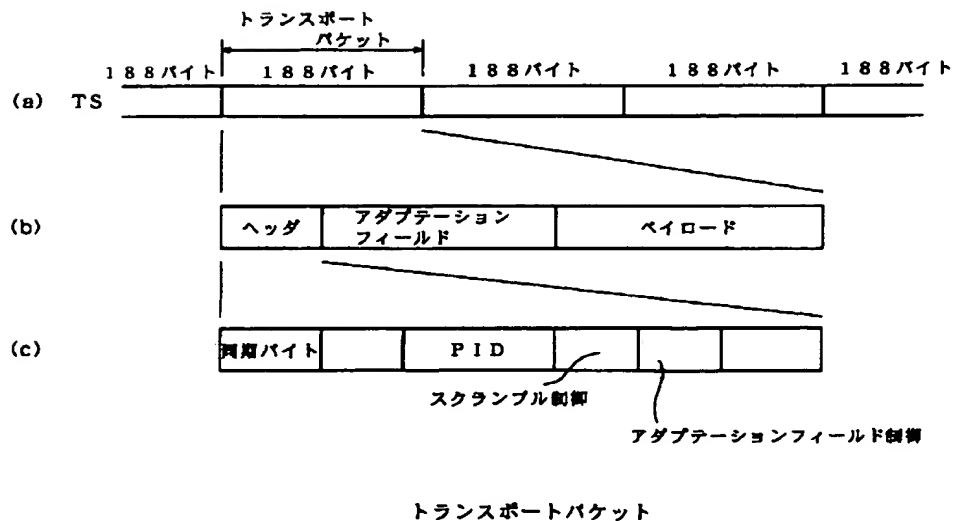 トランスポート
パケット
188バイト 188バイト 188バイト 188バイト 188バイト
(a) TS
(b) ヘッダ アダプテーション
フィールド ペイロード
(c) 同期バイト PID
スクランブル制御
アダプテーションフィールド制御
トランスポートパケット